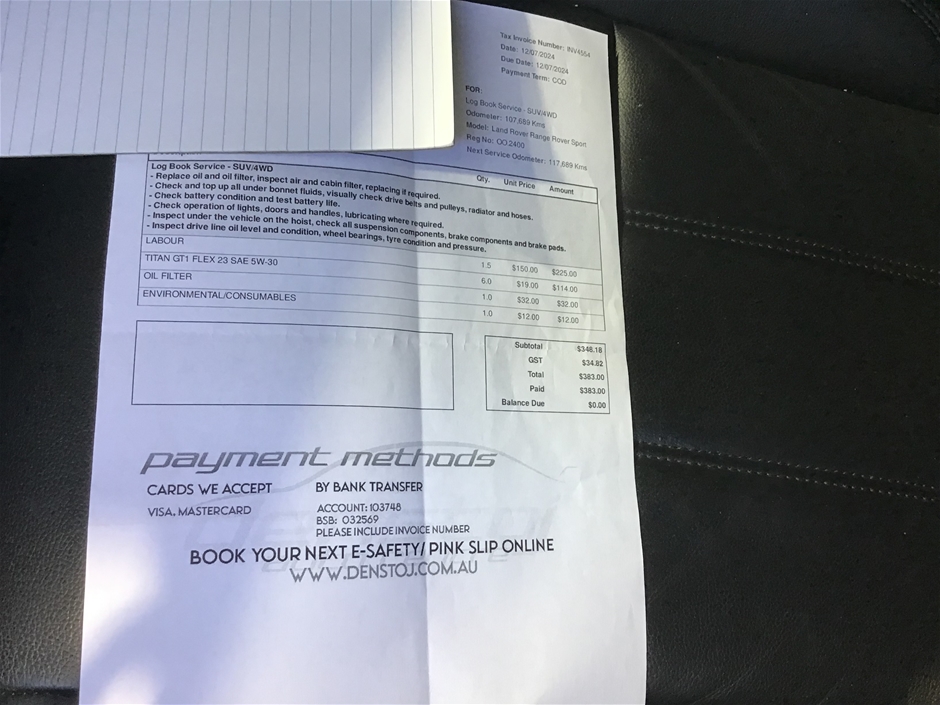 Tax Invoice Number: INV4554
Date: 12/07/2024
Due Date: 12/07/2024
Payment Term: COD
FOR:
Log Book Service - SUV/4WD
Odometer: 107,689 Kms
Model: Land Rover Range Rover Sport
Reg No: OO2400
Next Service Odometer: 117,689 Kms
Qty. Unit Price Amount
Log Book Service - SUV/4WD
- Replace oil and oil filter, inspect air and cabin filter, replacing if required.
- Check and top up all under bonnet fluids, visually check drive belts and pulleys, radiator and hoses.
- Check battery condition and test battery life.
- Check operation of lights, doors and handles, lubricating where required.
- Inspect under the vehicle on the hoist, check all suspension components, brake components and brake pads.
- Inspect drive line oil level and condition, wheel bearings, tyre condition and pressure.
LABOUR 1.5 $150.00 $225.00
TITAN GT1 FLEX 23 SAE 5W-30 6.0 $19.00 $114.00
OIL FILTER 1.0 $32.00 $32.00
ENVIRONMENTAL/CONSUMABLES 1.0 $12.00 $12.00
Subtotal $348.18
GST $34.82
Total $383.00
Paid $383.00
Balance Due $0.00
payment methods
CARDS WE ACCEPT BY BANK TRANSFER
VISA, MASTERCARD ACCOUNT: 103748
BSB: 032569
PLEASE INCLUDE INVOICE NUMBER
BOOK YOUR NEXT E-SAFETY/ PINK SLIP ONLINE
WWW.DENSTOJ.COM.AU